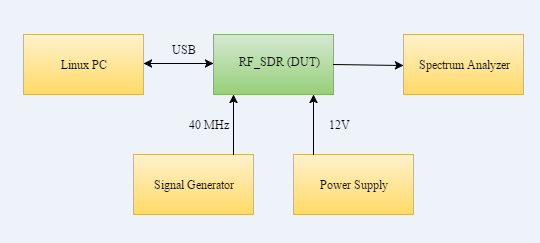 USB
Linux PC
RF_SDR (DUT)
Spectrum Analyzer
40 MHz
12V
Signal Generator
Power Supply